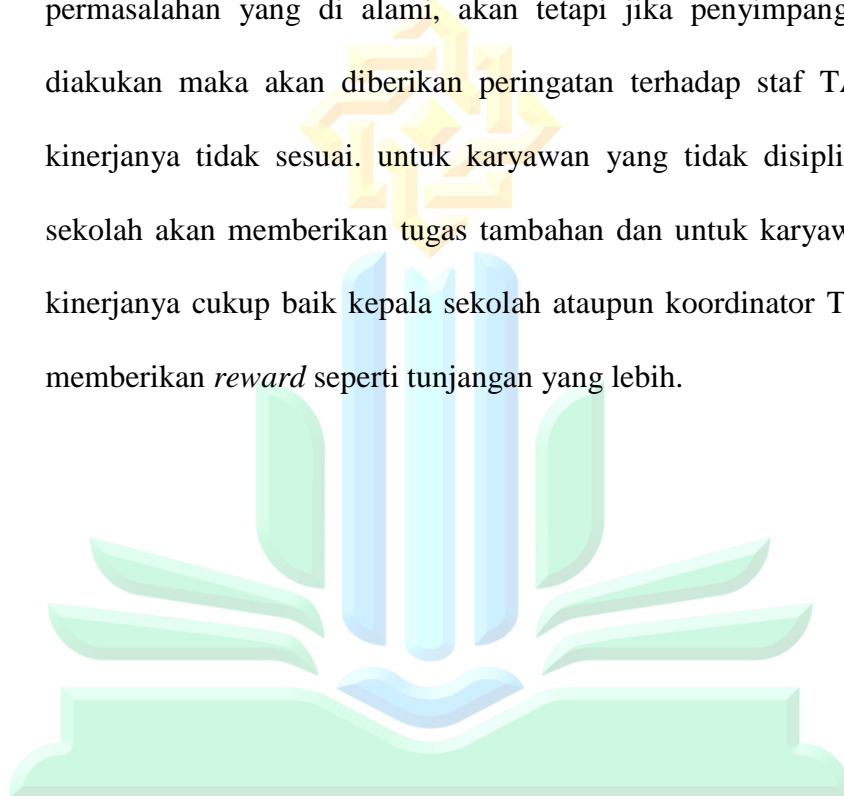 permasalahan yang di alami, akan tetapi jika penyimpang
diakukan maka akan diberikan peringatan terhadap staf TA
kinerjanya tidak sesuai. untuk karyawan yang tidak disipli
sekolah akan memberikan tugas tambahan dan untuk karyaw
kinerjanya cukup baik kepala sekolah ataupun koordinator T
memberikan reward seperti tunjangan yang lebih.